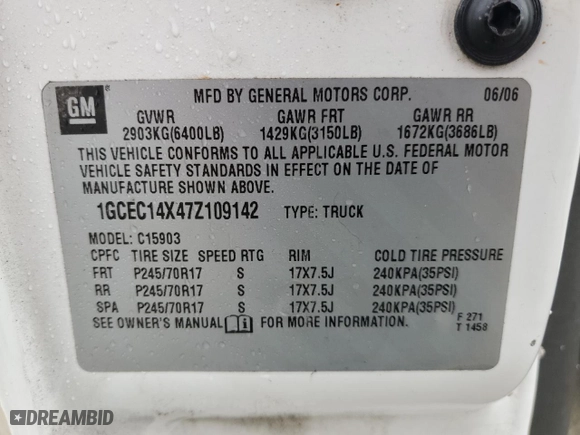 GM
MFD BY GENERAL MOTORS CORP. 06/06
GVWR GAWR FRT GAWR RR
2903KG(6400LB) 1429KG(3150LB) 1672KG(3686LB)
THIS VEHICLE CONFORMS TO ALL APPLICABLE U.S. FEDERAL MOTOR
VEHICLE SAFETY STANDARDS IN EFFECT ON THE DATE OF
MANUFACTURE SHOWN ABOVE.
1GCEC14X47Z109142 TYPE: TRUCK
MODEL: C15903
CPFC TIRE SIZE SPEED RTG RIM COLD TIRE PRESSURE
FRT P245/70R17 S 17X7.5J 240KPA(35PSI)
RR P245/70R17 S 17X7.5J 240KPA(35PSI)
SPA P245/70R17 S 17X7.5J 240KPA(35PSI)
SEE OWNER'S MANUAL FOR MORE INFORMATION.
F 271
T 1458
DREAMBID